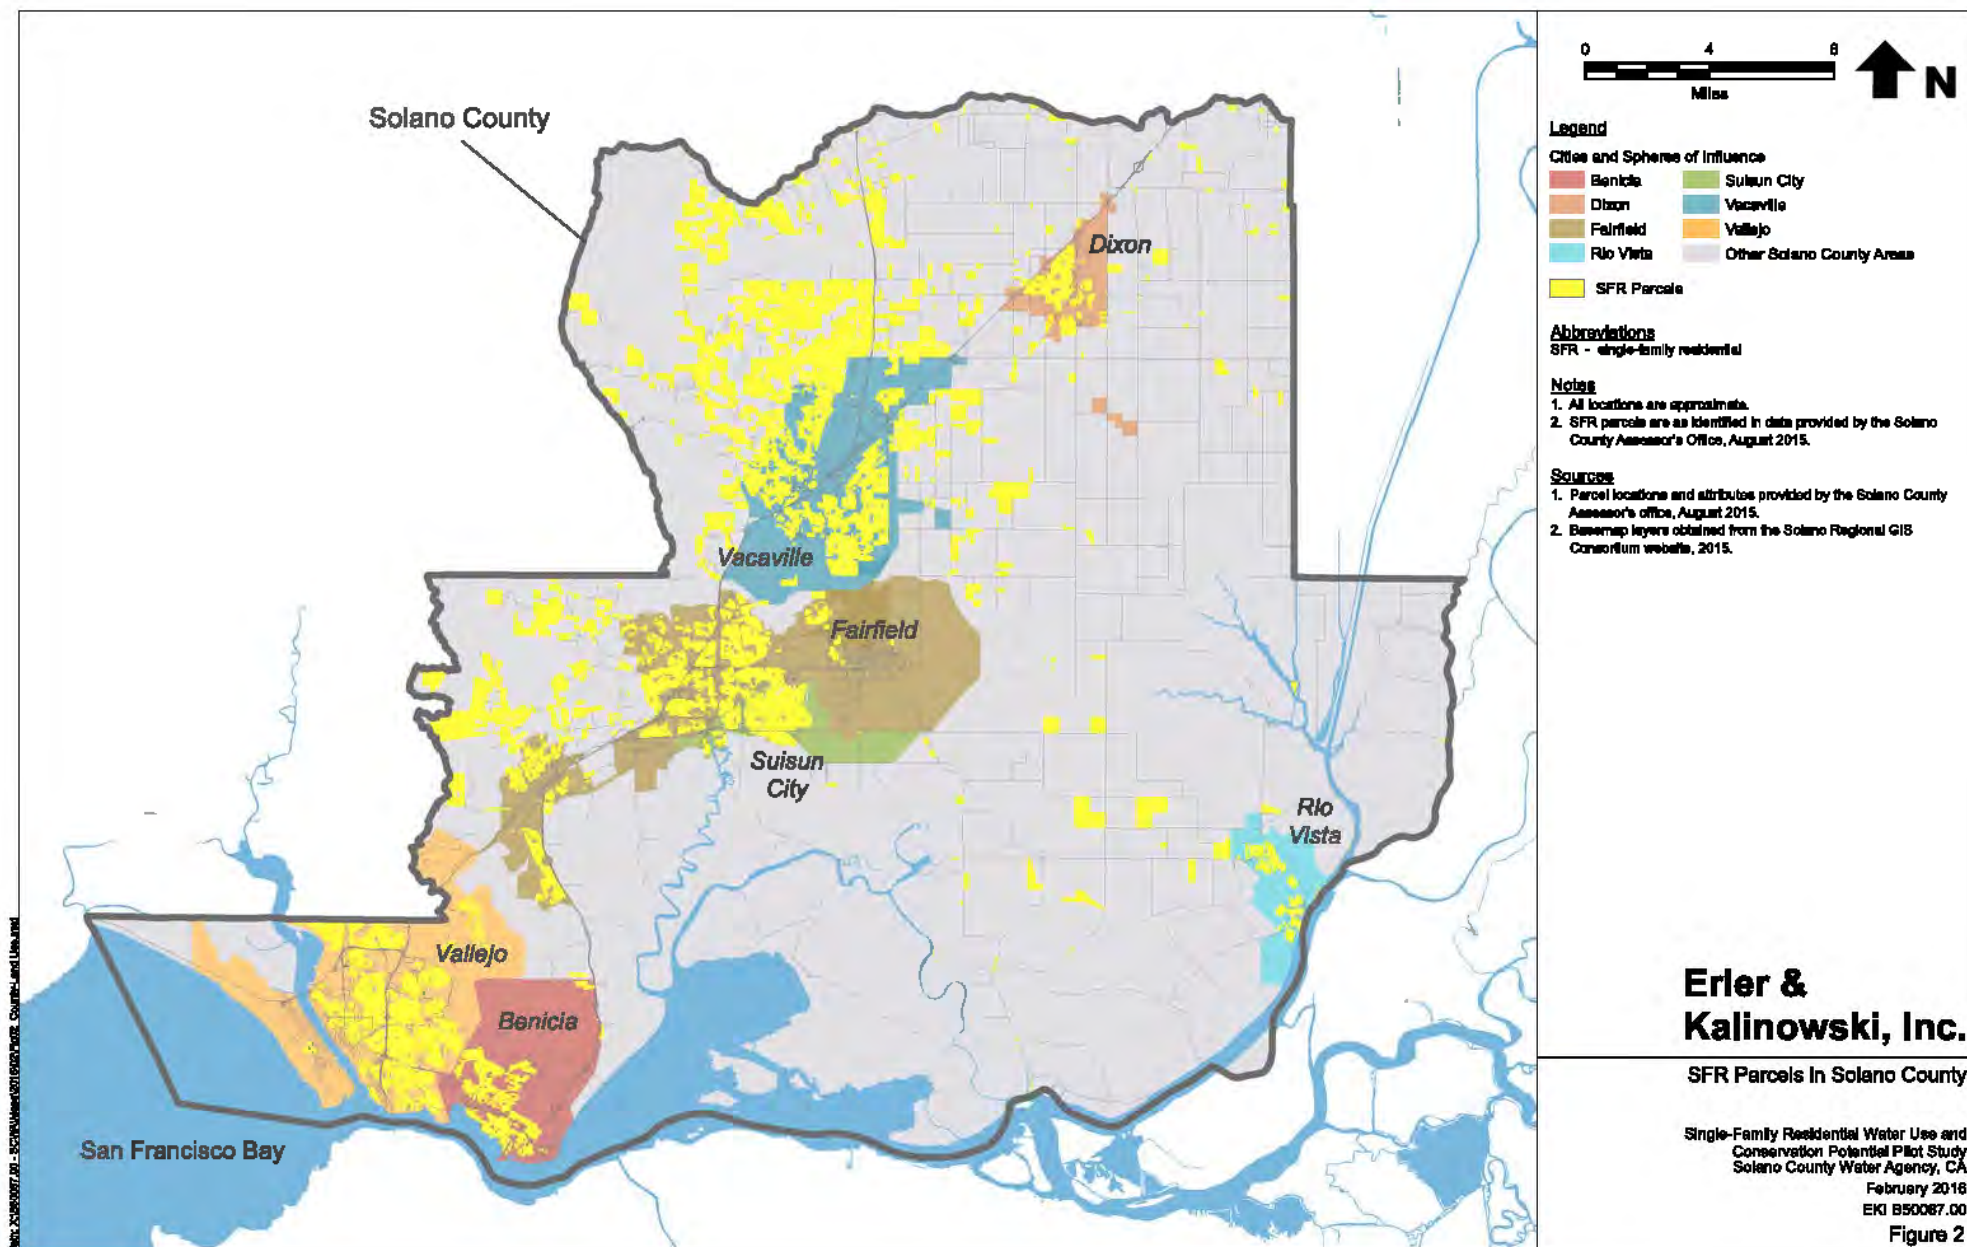 Solano County
Dixon
Vacaville
Fairfield
Suisun
City
Rio
Vista
Vallejo
Benicia
San Francisco Bay
0 4 8
Miles
N
Legend
Cities and Spheres of Influence
Benicia
Suisun City
Dixon
Vacaville
Fairfield
Vallejo
Rio Vista
Other Solano County Areas
SFR Parcels
Abbreviations
SFR - single-family residential
Notes
1. All locations are approximate.
2. SFR parcels are as identified in data provided by the Solano
County Assessor's Office, August 2015.
Sources
1. Parcel locations and attributes provided by the Solano County
Assessor's office, August 2015.
2. Basemap layers obtained from the Solano Regional GIS
Consortium website, 2015.
Erler &
Kalinowski, Inc.
SFR Parcels in Solano County
Single-Family Residential Water Use and
Conservation Potential Pilot Study
Solano County Water Agency, CA
February 2016
EKI B50067.00
Figure 2